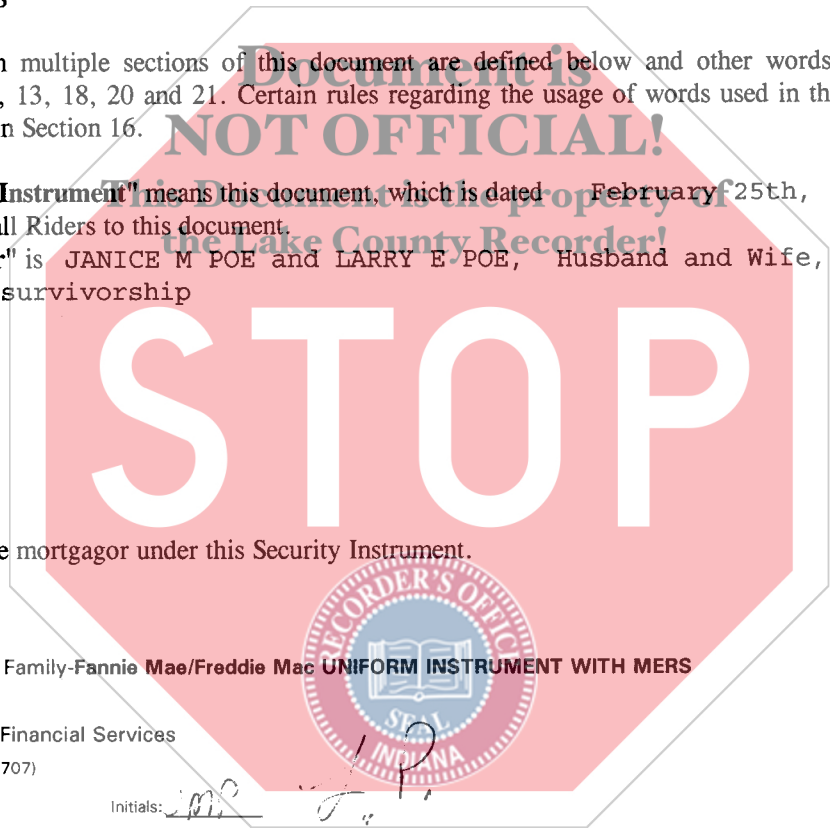 n multiple sections of this document are defined below and other words
, 13, 18, 20 and 21. Certain rules regarding the usage of words used in th
n Section 16.
Document is
NOT OFFICIAL!
This Document is the property of
the Lake County Recorder!
Instrument" means this document, which is dated February 25th,
ll Riders to this document.
r" is JANICE M POE and LARRY E POE, Husband and Wife,
survivorship
STOP
e mortgagor under this Security Instrument.
RECORDER'S OFFICE
SEAL
INDIANA
Family-Fannie Mae/Freddie Mac UNIFORM INSTRUMENT WITH MERS
Financial Services
707)
Initials: